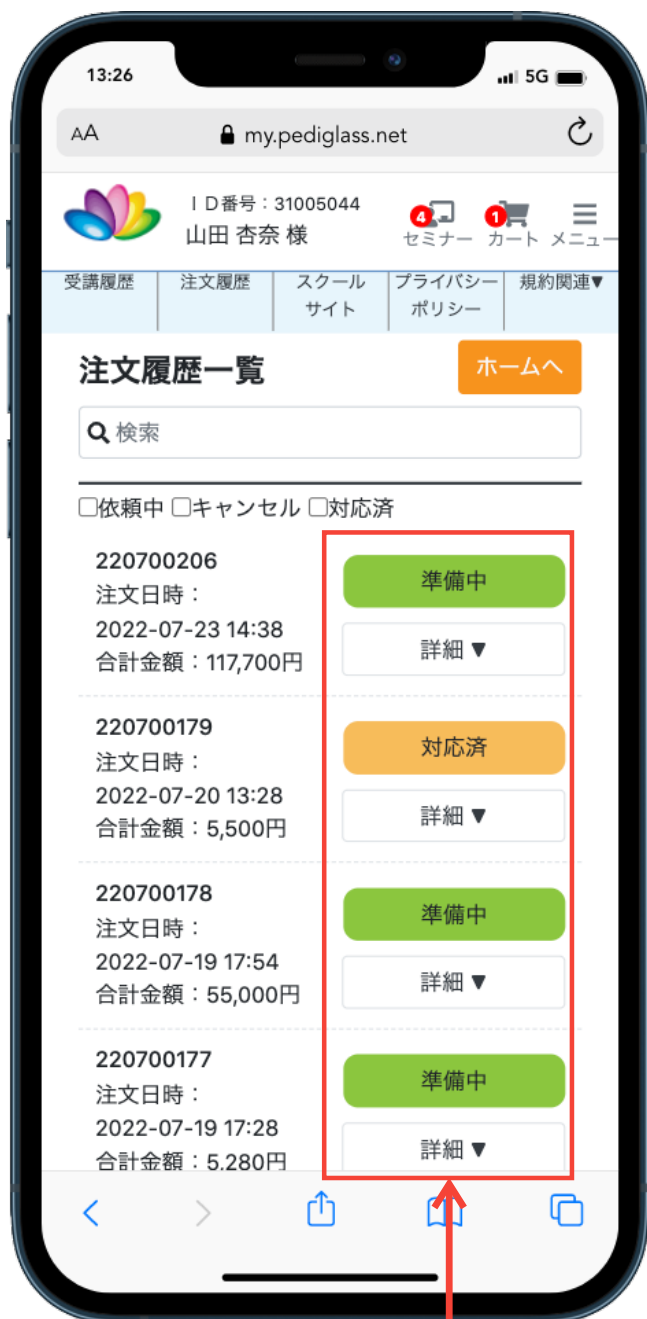 13:26
5G
AA my.pediglass.net
ＩＤ番号：31005044
山田 杏奈 様
4
セミナー
1
カート
メニュー
受講履歴
注文履歴
スクール
サイト
プライバシー
ポリシー
規約関連▼
注文履歴一覧
ホームへ
検索
□依頼中 □キャンセル □対応済
220700206
注文日時：
2022-07-23 14:38
合計金額：117,700円
準備中
詳細 ▼
220700179
注文日時：
2022-07-20 13:28
合計金額：5,500円
対応済
詳細 ▼
220700178
注文日時：
2022-07-19 17:54
合計金額：55,000円
準備中
詳細 ▼
220700177
注文日時：
2022-07-19 17:28
合計金額：5,280円
準備中
詳細 ▼